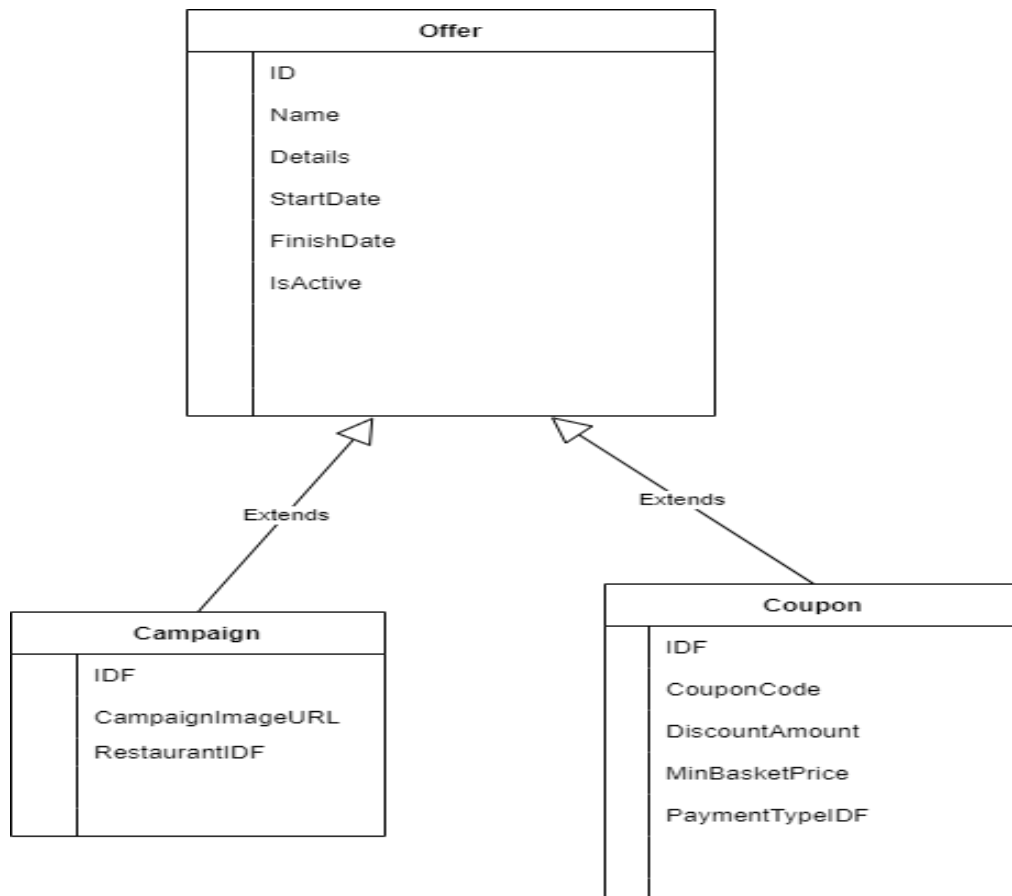 Offer
ID
Name
Details
StartDate
FinishDate
IsActive
Extends
Extends
Campaign
IDF
CampaignImageURL
RestaurantIDF
Coupon
IDF
CouponCode
DiscountAmount
MinBasketPrice
PaymentTypeIDF